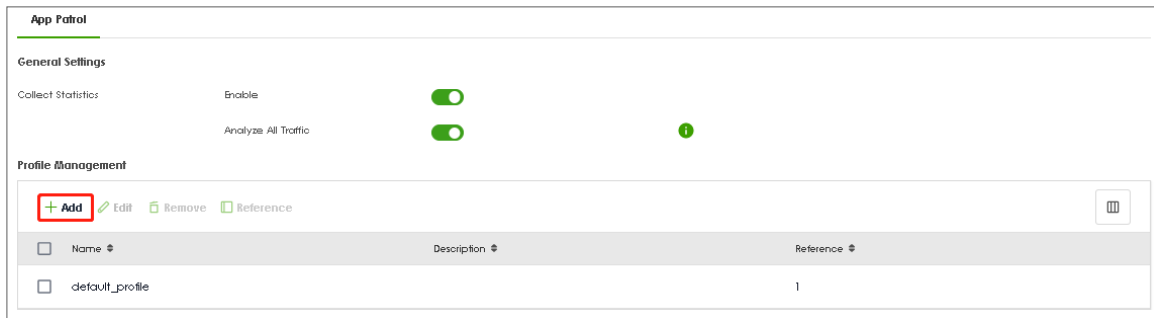 App Patrol
General Settings
Collect Statistics Enable
Analyze All Traffic
Profile Management
Add Edit Remove Reference
Name Description Reference
default_profile 1